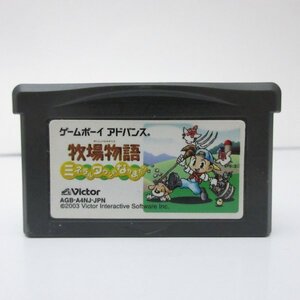 ゲームボーイ アドバンス
牧場物語
ミネラルタウンのなかまたち
Victor
AGB-A4NJ-JPN
©2003 Victor Interactive Software Inc.